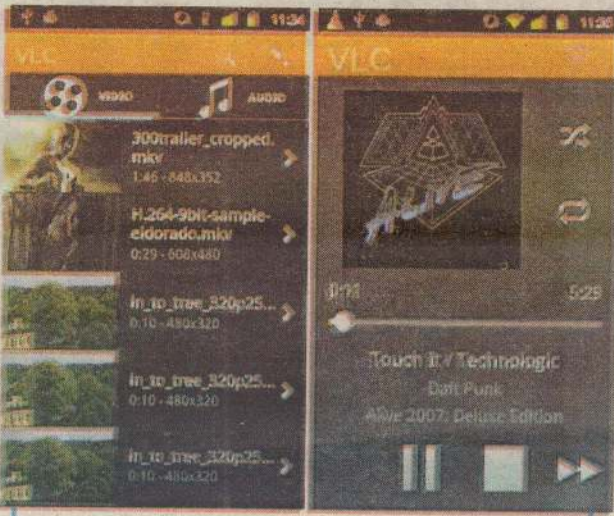 11:34
VLC
VIDEO
AUDIO
300trailer_cropped.
mkv
1:46 - 848x352
H.264-9bit-sample-
eldorado.mkv
0:29 - 608x480
in_to_tree_320p25...
0:10 - 480x320
in_to_tree_320p25...
0:10 - 480x320
in_to_tree_320p25...
0:10 - 480x320
VLC
5:29
Touch It / Technologic
Daft Punk
Alive 2007: Deluxe Edition